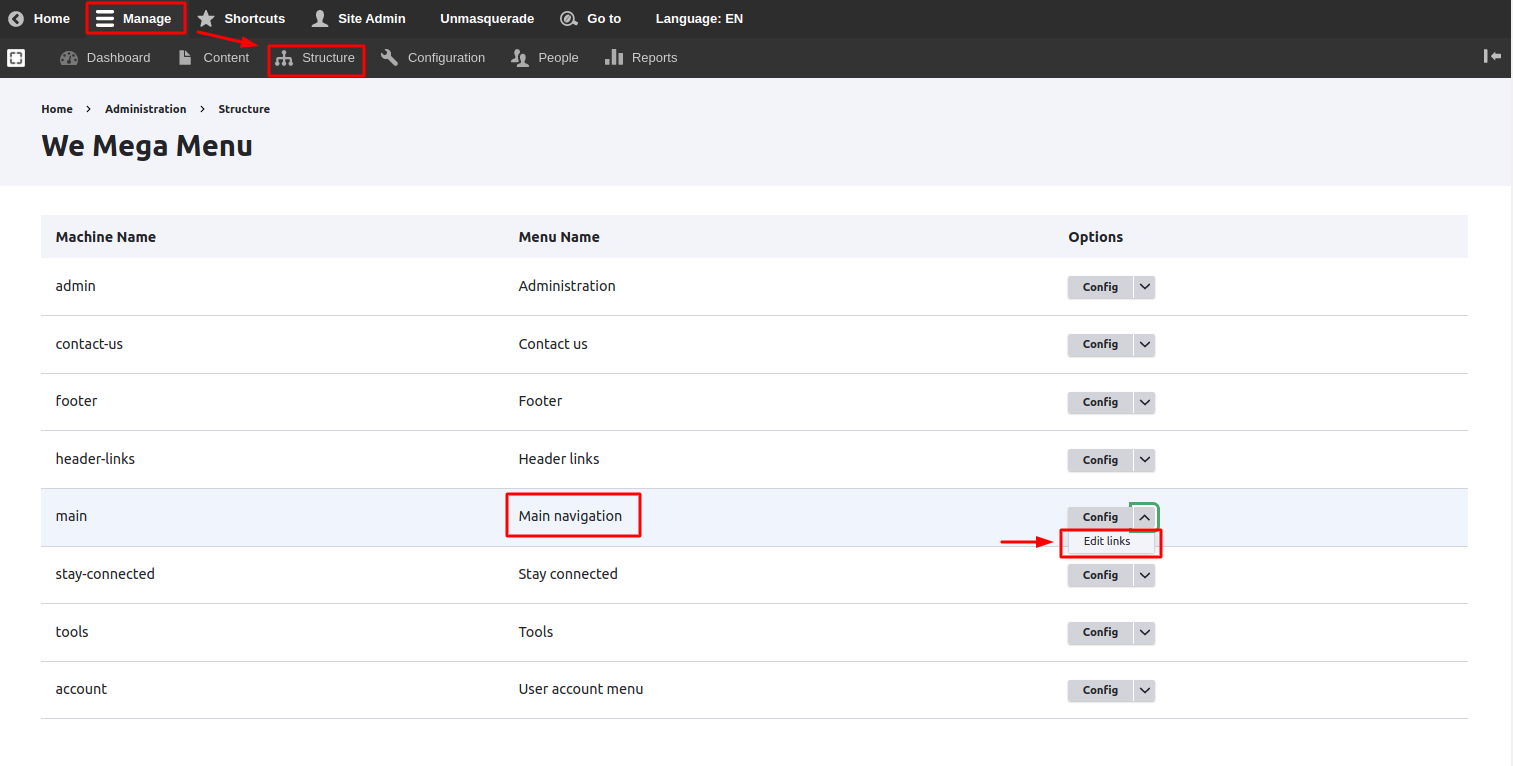 Home Manage Shortcuts Site Admin Unmasquerade Go to Language: EN
Dashboard Content Structure Configuration People Reports
Home > Administration > Structure
We Mega Menu
Machine Name Menu Name Options
admin Administration Config
contact-us Contact us Config
footer Footer Config
header-links Header links Config
main Main navigation Config
Edit links
stay-connected Stay connected Config
tools Tools Config
account User account menu Config